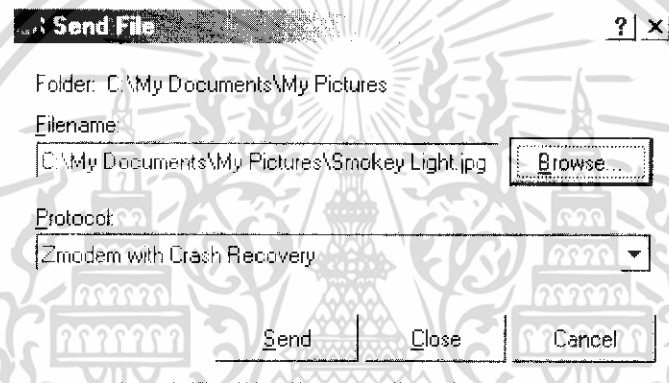 Send File
Folder: C:\My Documents\My Pictures
Filename:
C:\My Documents\My Pictures\Smokey Light.jpg
Browse...
Protocol:
Zmodem with Crash Recovery
Send
Close
Cancel